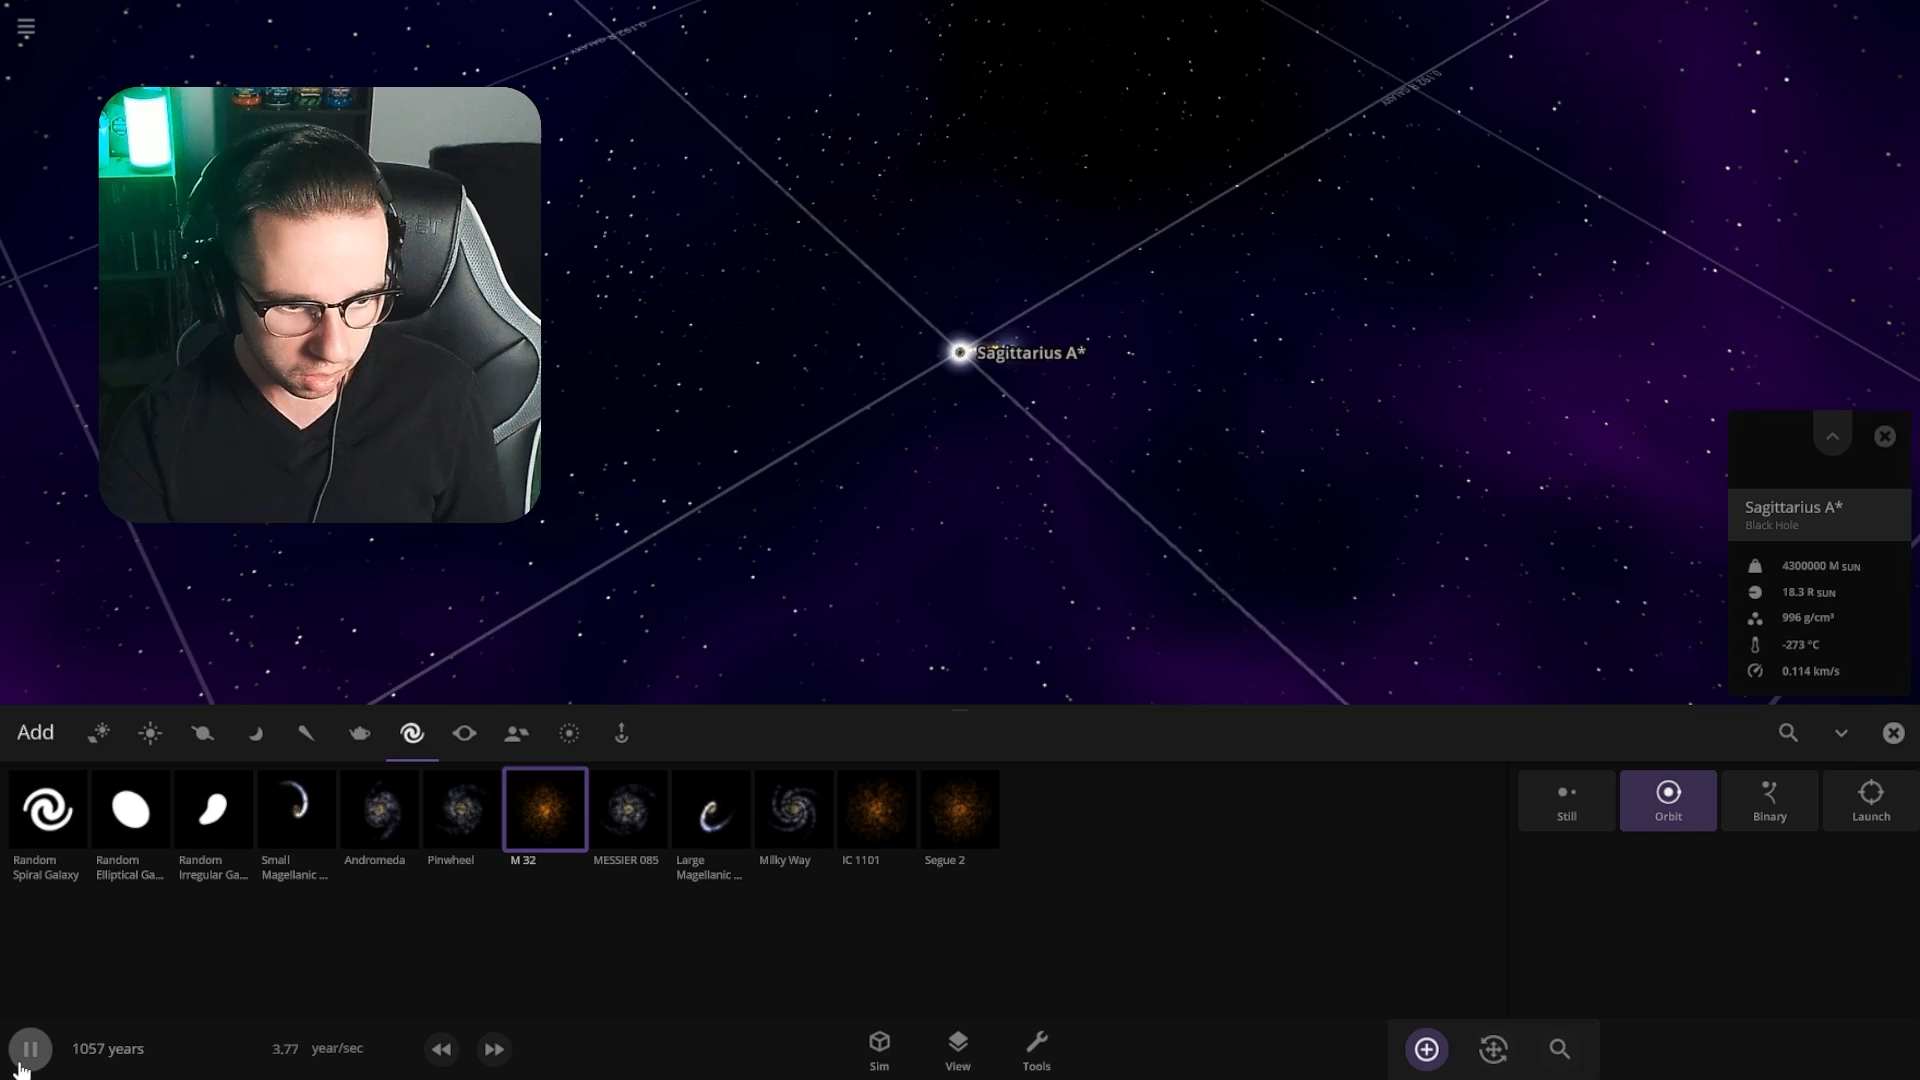 Sagittarius A*
Sagittarius A*
Black Hole
4300000 M SUN
18.3 R SUN
996 g/cm³
-273 °C
0.114 km/s
Add
Random Spiral Galaxy
Random Elliptical Ga...
Random Irregular Ga...
Small Magellanic ...
Andromeda
Pinwheel
M 32
MESSIER 085
Large Magellanic ...
Milky Way
IC 1101
Segue 2
Still
Orbit
Binary
Launch
1057 years
3.77 year/sec
Sim
View
Tools